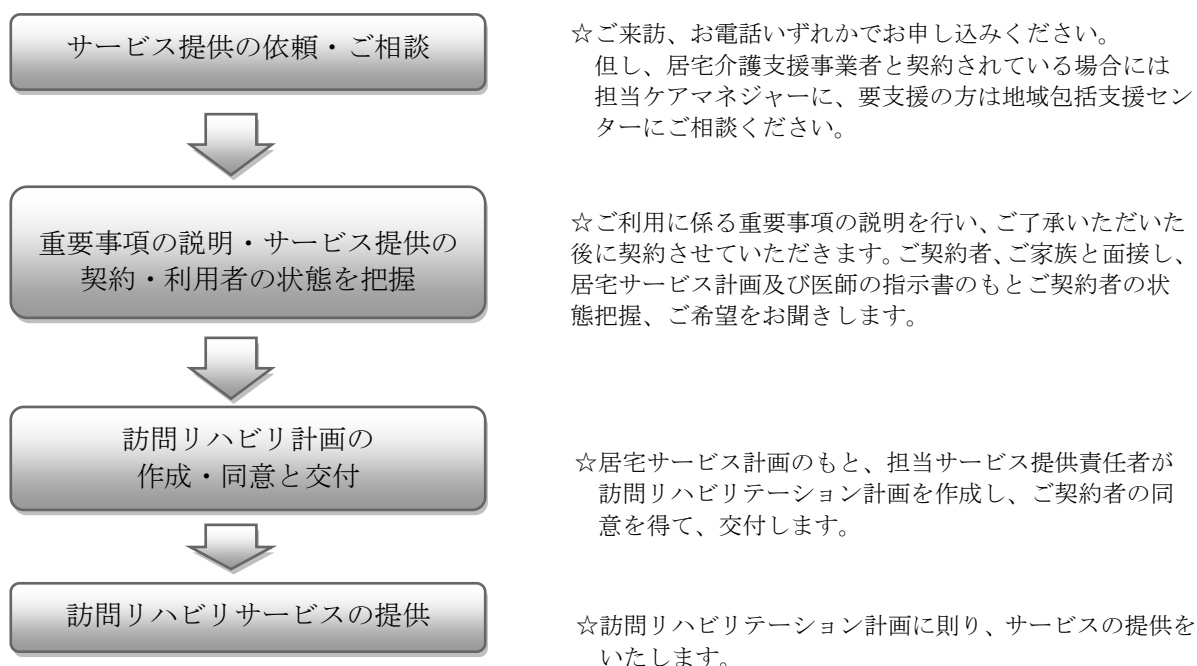 サービス提供の依頼・ご相談
☆ご来訪、お電話いずれかでお申し込みください。
但し、居宅介護支援事業者と契約されている場合には
担当ケアマネジャーに、要支援の方は地域包括支援セン
ターにご相談ください。
重要事項の説明・サービス提供の
契約・利用者の状態を把握
☆ご利用に係る重要事項の説明を行い、ご了承いただいた
後に契約させていただきます。ご契約者、ご家族と面接し、
居宅サービス計画及び医師の指示書のもとご契約者の状
態把握、ご希望をお聞きします。
訪問リハビリ計画の
作成・同意と交付
☆居宅サービス計画のもと、担当サービス提供責任者が
訪問リハビリテーション計画を作成し、ご契約者の同
意を得て、交付します。
訪問リハビリサービスの提供
☆訪問リハビリテーション計画に則り、サービスの提供を
いたします。